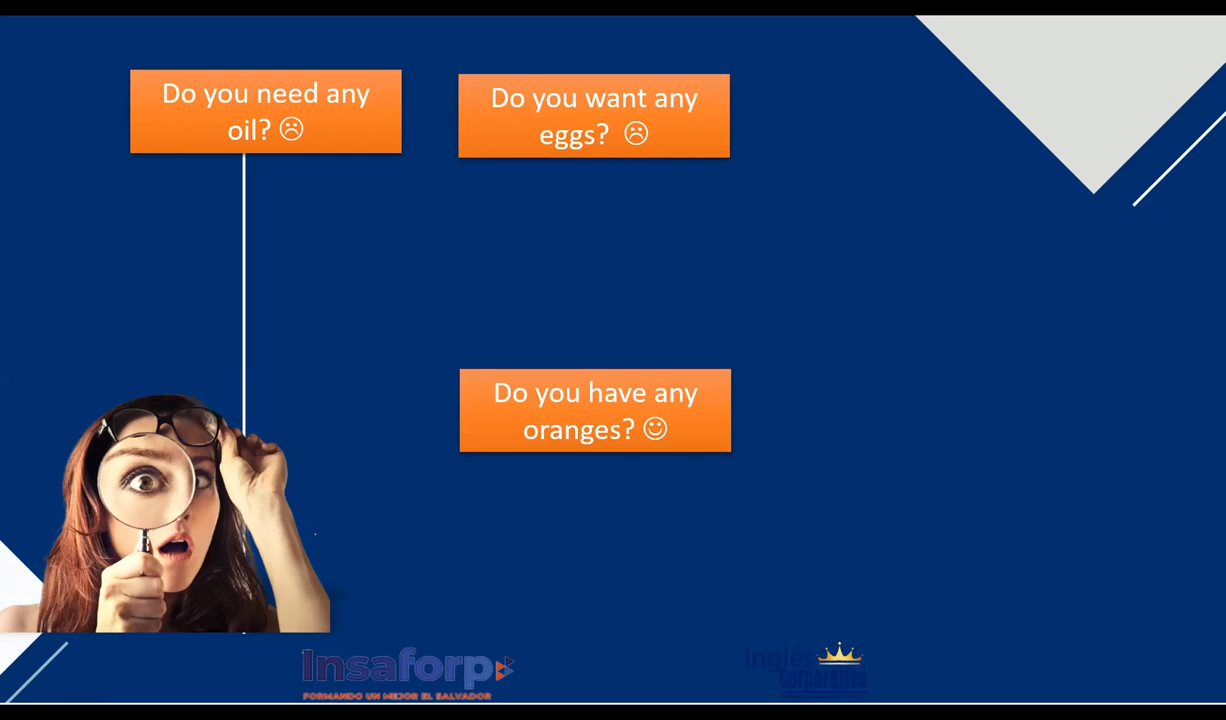 Do you need any
oil? ☹
Do you want any
eggs? ☹
Do you have any
oranges? ☺
Insaforp
FORMANDO UN MEJOR EL SALVADOR
Inglés
Corporativo